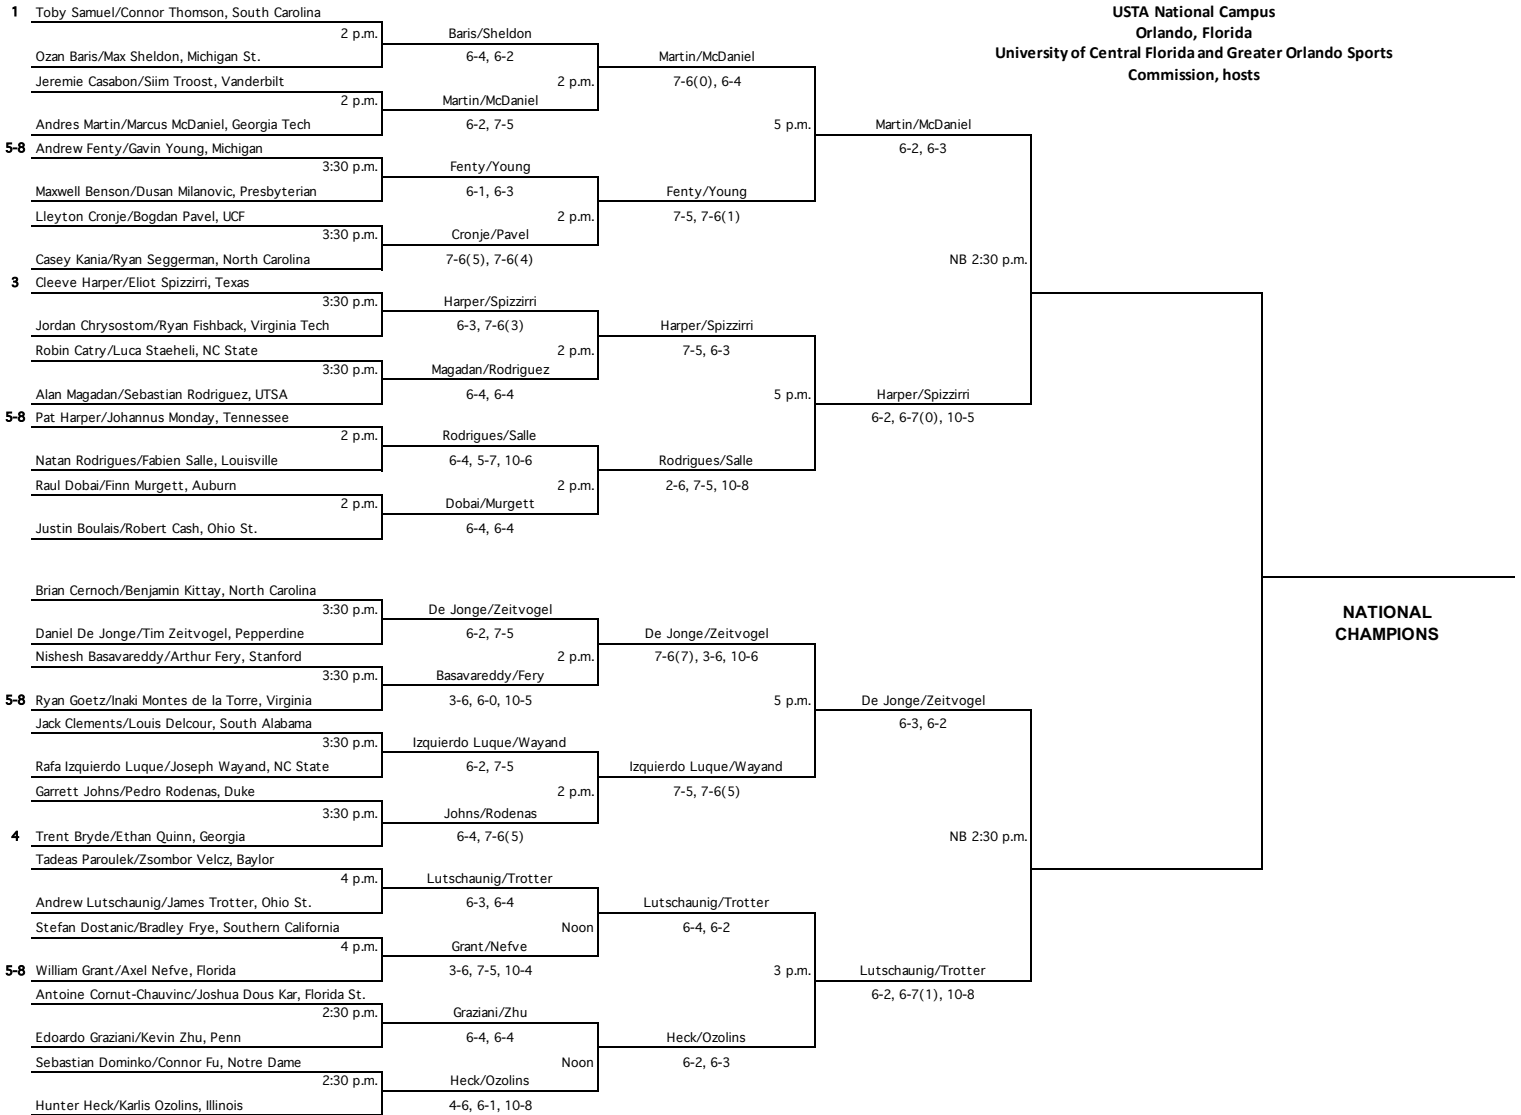 USTA National Campus
Orlando, Florida
University of Central Florida and Greater Orlando Sports
Commission, hosts
1 Toby Samuel/Connor Thomson, South Carolina
2 p.m.
Baris/Sheldon
Ozan Baris/Max Sheldon, Michigan St.
6-4, 6-2
Martin/McDaniel
Jeremie Casabon/Siim Troost, Vanderbilt
2 p.m.
7-6(0), 6-4
2 p.m.
Martin/McDaniel
Andres Martin/Marcus McDaniel, Georgia Tech
6-2, 7-5
5 p.m.
Martin/McDaniel
5-8 Andrew Fenty/Gavin Young, Michigan
6-2, 6-3
3:30 p.m.
Fenty/Young
Maxwell Benson/Dusan Milanovic, Presbyterian
6-1, 6-3
Fenty/Young
Lleyton Cronje/Bogdan Pavel, UCF
2 p.m.
7-5, 7-6(1)
3:30 p.m.
Cronje/Pavel
Casey Kania/Ryan Seggerman, North Carolina
7-6(5), 7-6(4)
NB 2:30 p.m.
3 Cleeve Harper/Eliot Spizzirri, Texas
3:30 p.m.
Harper/Spizzirri
Jordan Chrysostom/Ryan Fishback, Virginia Tech
6-3, 7-6(3)
Harper/Spizzirri
Robin Catry/Luca Staeheli, NC State
2 p.m.
7-5, 6-3
3:30 p.m.
Magadan/Rodriguez
Alan Magadan/Sebastian Rodriguez, UTSA
6-4, 6-4
5 p.m.
Harper/Spizzirri
5-8 Pat Harper/Johannus Monday, Tennessee
6-2, 6-7(0), 10-5
2 p.m.
Rodrigues/Salle
Natan Rodrigues/Fabien Salle, Louisville
6-4, 5-7, 10-6
Rodrigues/Salle
Raul Dobai/Finn Murgett, Auburn
2 p.m.
2-6, 7-5, 10-8
2 p.m.
Dobai/Murgett
Justin Boulais/Robert Cash, Ohio St.
6-4, 6-4
Brian Cernoch/Benjamin Kittay, North Carolina
3:30 p.m.
De Jonge/Zeitvogel
NATIONAL
CHAMPIONS
Daniel De Jonge/Tim Zeitvogel, Pepperdine
6-2, 7-5
De Jonge/Zeitvogel
Nishesh Basavareddy/Arthur Fery, Stanford
2 p.m.
7-6(7), 3-6, 10-6
3:30 p.m.
Basavareddy/Fery
5-8 Ryan Goetz/Inaki Montes de la Torre, Virginia
3-6, 6-0, 10-5
5 p.m.
De Jonge/Zeitvogel
Jack Clements/Louis Delcour, South Alabama
6-3, 6-2
3:30 p.m.
Izquierdo Luque/Wayand
Rafa Izquierdo Luque/Joseph Wayand, NC State
6-2, 7-5
Izquierdo Luque/Wayand
Garrett Johns/Pedro Rodenas, Duke
2 p.m.
7-5, 7-6(5)
3:30 p.m.
Johns/Rodenas
4 Trent Bryde/Ethan Quinn, Georgia
6-4, 7-6(5)
NB 2:30 p.m.
Tadeas Paroulek/Zsombor Velcz, Baylor
4 p.m.
Lutschaunig/Trotter
Andrew Lutschaunig/James Trotter, Ohio St.
6-3, 6-4
Lutschaunig/Trotter
Stefan Dostanic/Bradley Frye, Southern California
Noon
6-4, 6-2
4 p.m.
Grant/Nefve
5-8 William Grant/Axel Nefve, Florida
3-6, 7-5, 10-4
3 p.m.
Lutschaunig/Trotter
Antoine Cornut-Chauvinc/Joshua Dous Kar, Florida St.
6-2, 6-7(1), 10-8
2:30 p.m.
Graziani/Zhu
Edoardo Graziani/Kevin Zhu, Penn
6-4, 6-4
Heck/Ozolins
Sebastian Dominko/Connor Fu, Notre Dame
Noon
6-2, 6-3
2:30 p.m.
Heck/Ozolins
Hunter Heck/Karlis Ozolins, Illinois
4-6, 6-1, 10-8